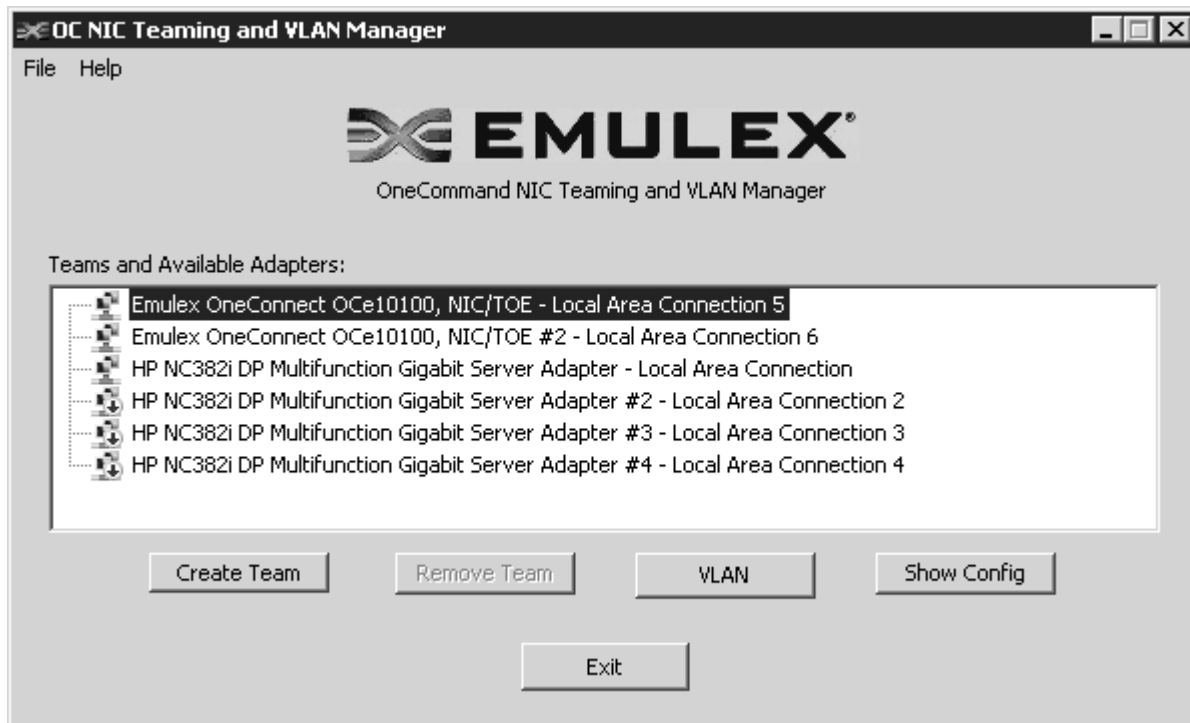 OC NIC Teaming and VLAN Manager
File Help
EMULEX®
OneCommand NIC Teaming and VLAN Manager
Teams and Available Adapters:
Emulex OneConnect OCe10100, NIC/TOE - Local Area Connection 5
Emulex OneConnect OCe10100, NIC/TOE #2 - Local Area Connection 6
HP NC382i DP Multifunction Gigabit Server Adapter - Local Area Connection
HP NC382i DP Multifunction Gigabit Server Adapter #2 - Local Area Connection 2
HP NC382i DP Multifunction Gigabit Server Adapter #3 - Local Area Connection 3
HP NC382i DP Multifunction Gigabit Server Adapter #4 - Local Area Connection 4
Create Team Remove Team VLAN Show Config
Exit